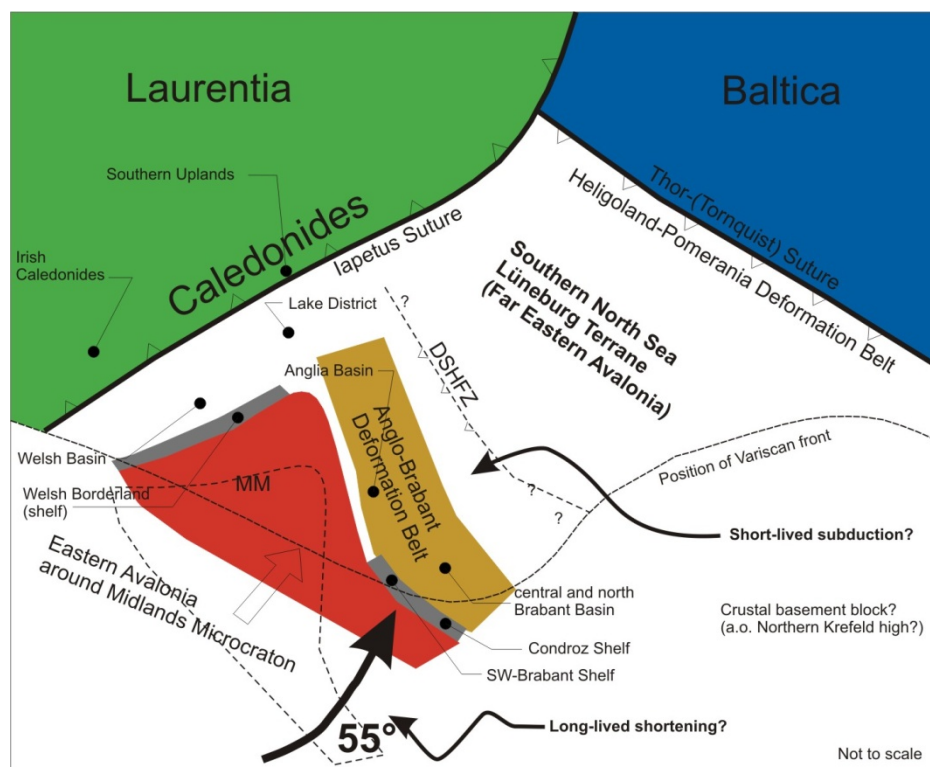 Laurentia
Baltica
Southern Uplands
Caledonides
Iapetus Suture
Irish
Caledonides
Thor-(Tornquist) Suture
Heligoland-Pomerania Deformation Belt
Southern North Sea
Lüneburg Terrane
(Far Eastern Avalonia)
?
Lake District
DSHFZ
Anglia Basin
Anglo-Brabant
Deformation Belt
Welsh Basin
MM
Welsh Borderland
(shelf)
Position of Variscan front
?
?
Short-lived subduction?
Eastern Avalonia
around Midlands Microcraton
central and north
Brabant Basin
Crustal basement block?
(a.o. Northern Krefeld high?)
Condroz Shelf
SW-Brabant Shelf
55°
Long-lived shortening?
Not to scale